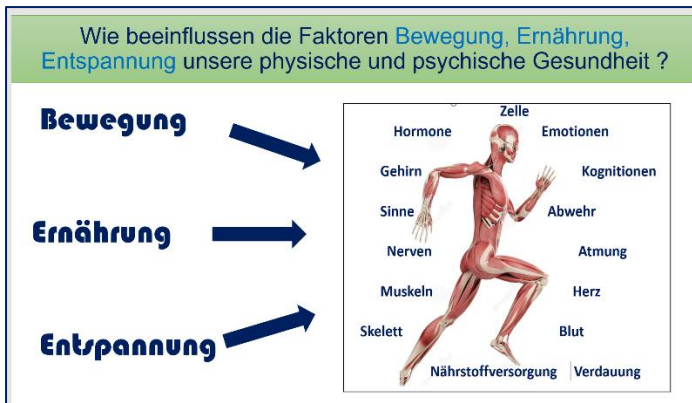 Wie beeinflussen die Faktoren Bewegung, Ernährung,
Entspannung unsere physische und psychische Gesundheit ?
Bewegung
Ernährung
Entspannung
Zelle
Hormone
Emotionen
Gehirn
Kognitionen
Sinne
Abwehr
Nerven
Atmung
Muskeln
Herz
Skelett
Blut
Nährstoffversorgung
Verdauung